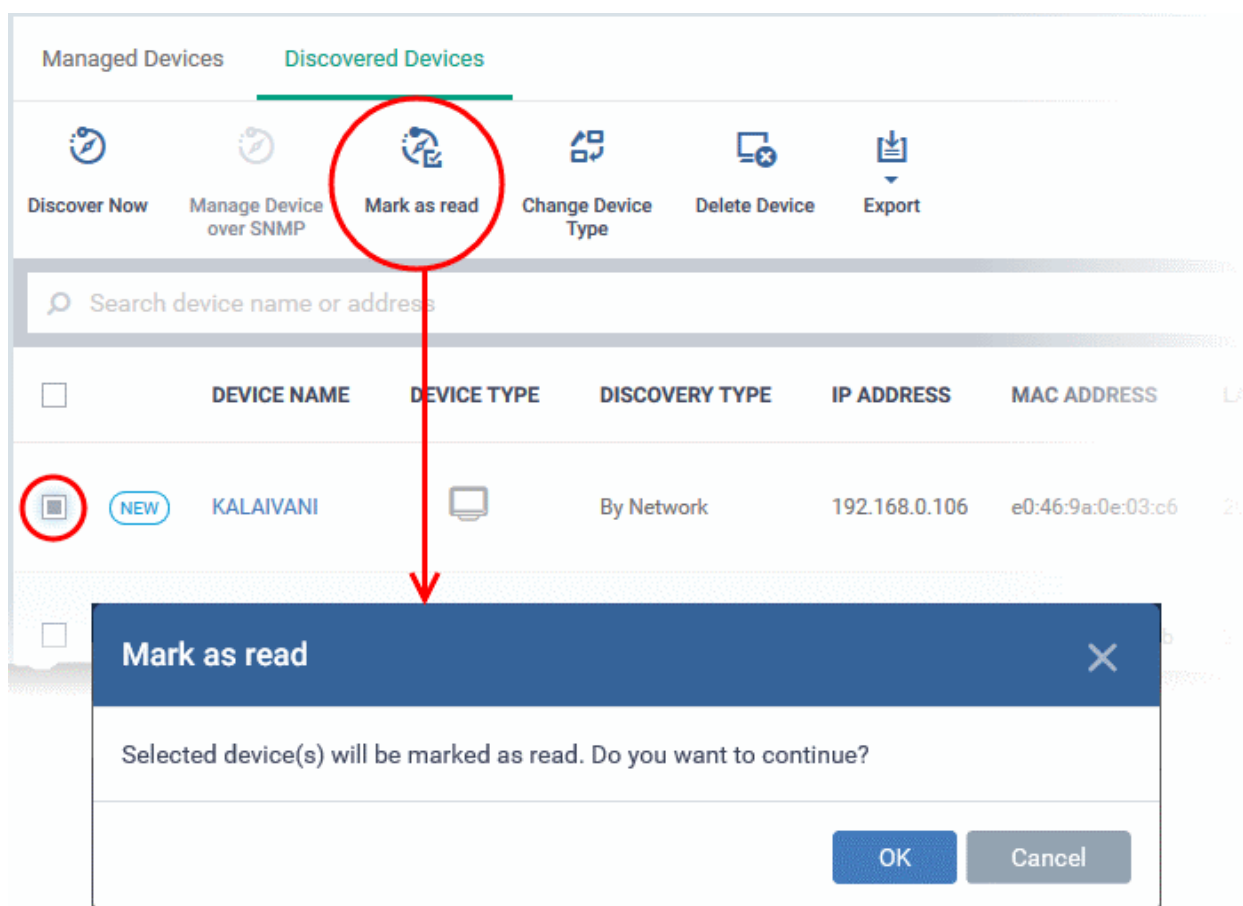 Managed Devices Discovered Devices
Discover Now Manage Device over SNMP Mark as read Change Device Type Delete Device Export
Search device name or address
DEVICE NAME DEVICE TYPE DISCOVERY TYPE IP ADDRESS MAC ADDRESS
NEW KALAIVANI By Network 192.168.0.106 e0:46:9a:0e:03:c6
Mark as read
Selected device(s) will be marked as read. Do you want to continue?
OK Cancel